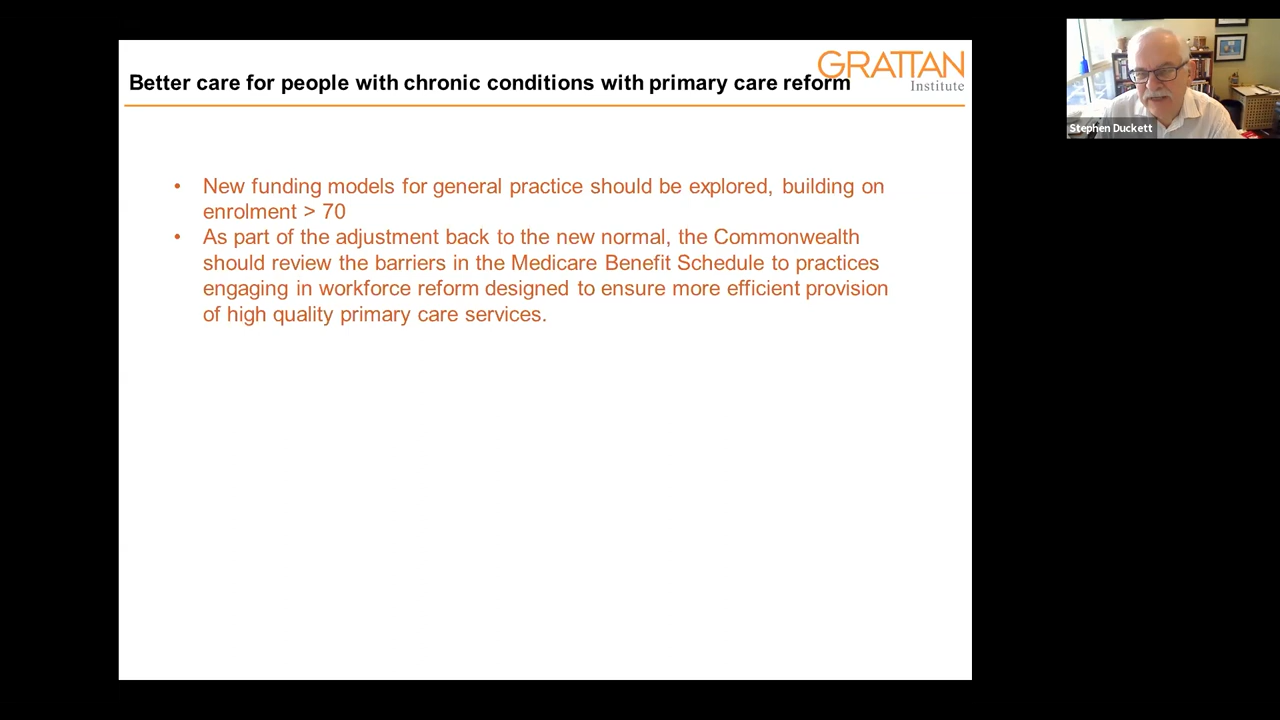 GRATTAN
Institute
Better care for people with chronic conditions with primary care reform
Stephen Duckett
• New funding models for general practice should be explored, building on
enrolment > 70
• As part of the adjustment back to the new normal, the Commonwealth
should review the barriers in the Medicare Benefit Schedule to practices
engaging in workforce reform designed to ensure more efficient provision
of high quality primary care services.